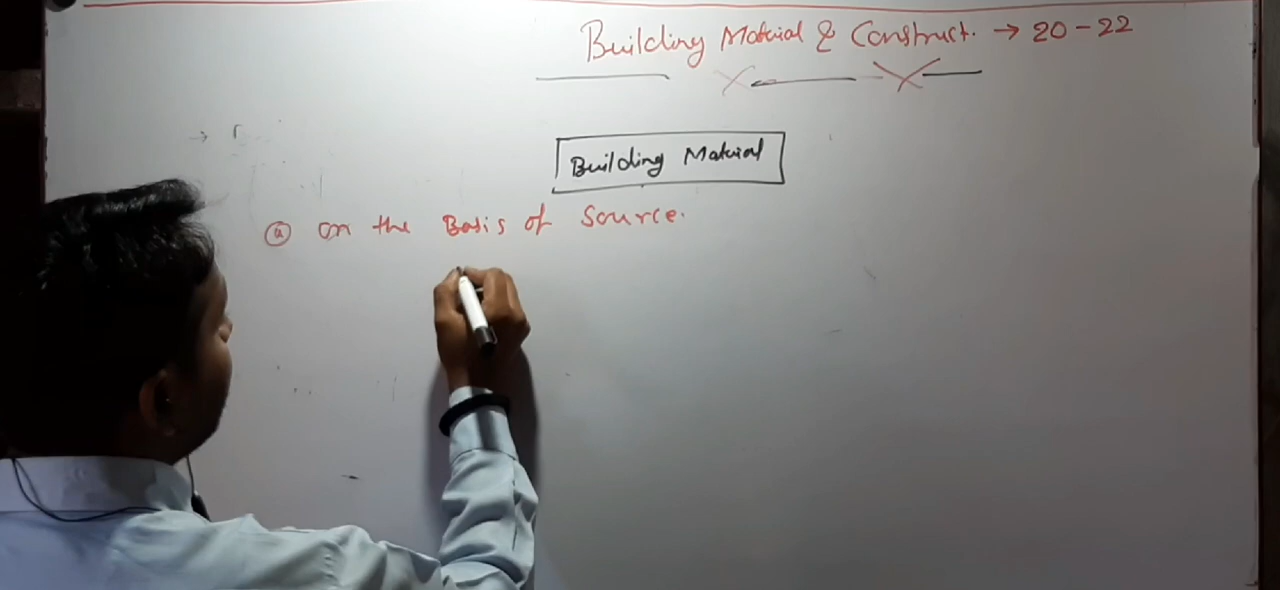 Building Material & Construct. → 20-22
Building Material
ⓐ on the Basis of Source.